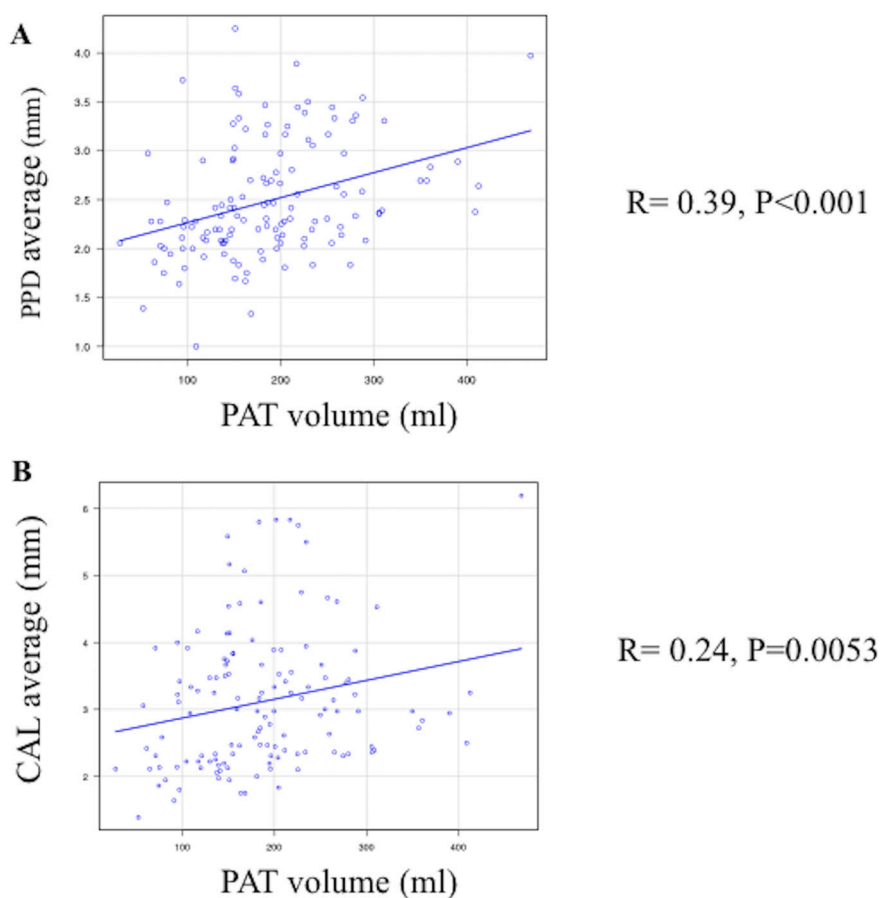 A
4.0
3.5
3.0
2.5
2.0
1.5
1.0
PPD average (mm)
100 200 300 400
PAT volume (ml)
R= 0.39, P<0.001
B
6
5
4
3
2
CAL average (mm)
100 200 300 400
PAT volume (ml)
R= 0.24, P=0.0053